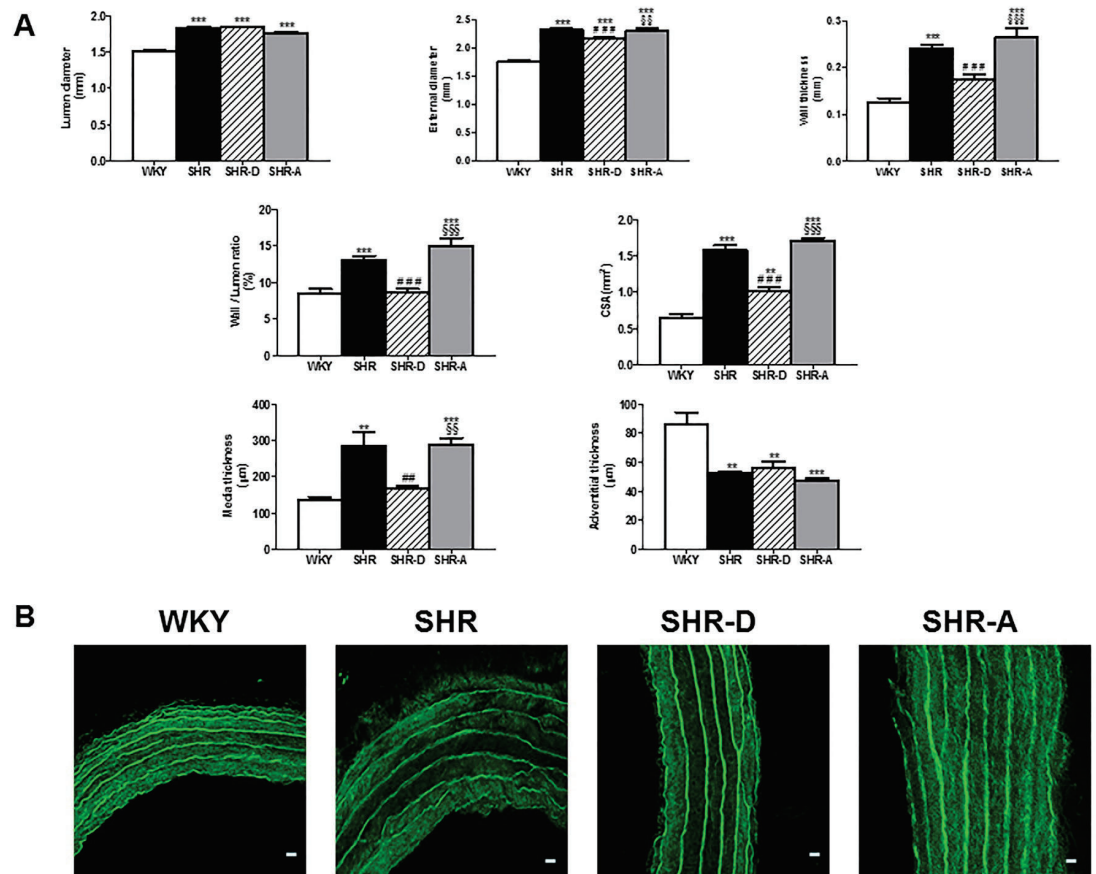 A
Lumen diameter
(mm)
2.0
1.5
1.0
0.5
0.0
***
***
***
WKY
SHR
SHR-D
SHR-A
External diameter
(mm)
2.5
2.0
1.5
1.0
0.5
0.0
***
***
###
***
§§
WKY
SHR
SHR-D
SHR-A
Wall thickness
(mm)
0.3
0.2
0.1
0.0
***
###
***
§§§
WKY
SHR
SHR-D
SHR-A
Wall / Lumen ratio
(%)
20
15
10
5
0
***
###
***
§§§
WKY
SHR
SHR-D
SHR-A
CSA (mm²)
2.0
1.5
1.0
0.5
0.0
***
**
###
***
§§§
WKY
SHR
SHR-D
SHR-A
Media thickness
(µm)
400
300
200
100
0
**
##
***
§§
WKY
SHR
SHR-D
SHR-A
Advertitial thickness
(µm)
100
80
60
40
20
0
**
**
***
WKY
SHR
SHR-D
SHR-A
B
WKY
SHR
SHR-D
SHR-A